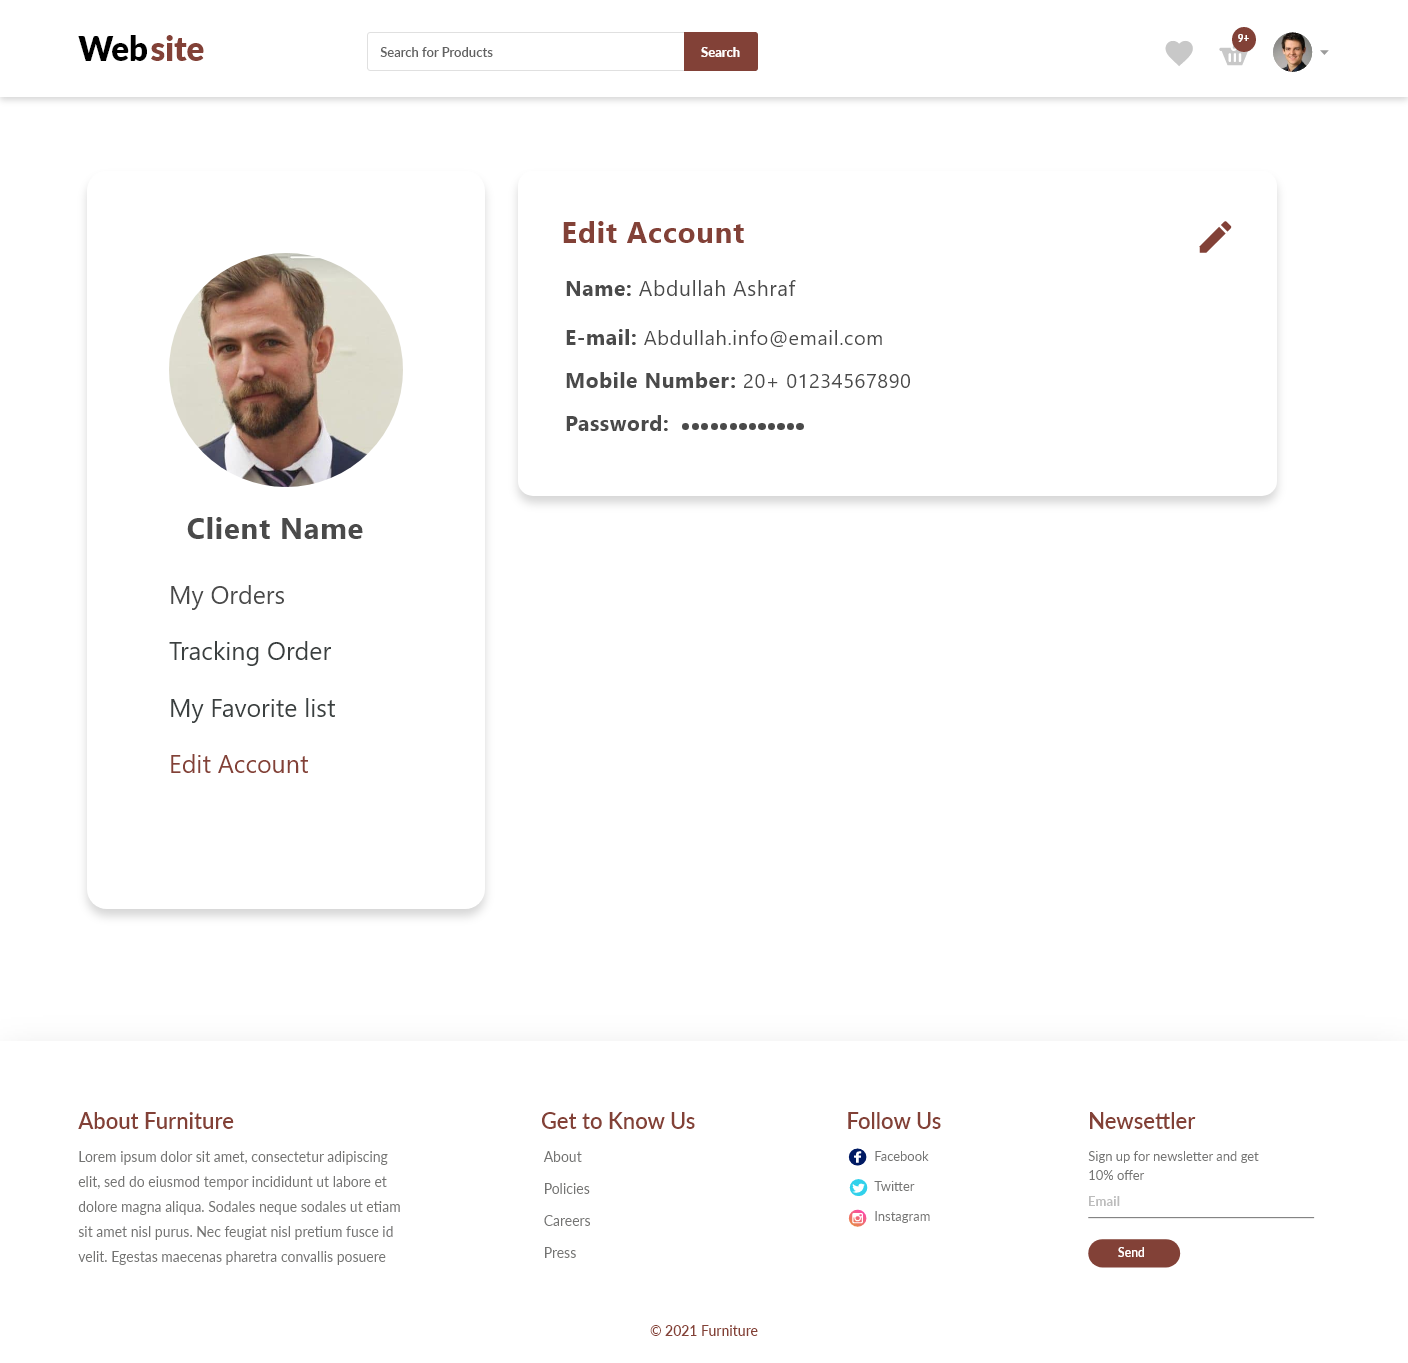 Website
Search for Products
Search
9+
Edit Account
Name: Abdullah Ashraf
E-mail: Abdullah.info@email.com
Mobile Number: 20+ 01234567890
Password: •••••••••••••
Client Name
My Orders
Tracking Order
My Favorite list
Edit Account
About Furniture
Lorem ipsum dolor sit amet, consectetur adipiscing
elit, sed do eiusmod tempor incididunt ut labore et
dolore magna aliqua. Sodales neque sodales ut etiam
sit amet nisl purus. Nec feugiat nisl pretium fusce id
velit. Egestas maecenas pharetra convallis posuere
Get to Know Us
About
Policies
Careers
Press
Follow Us
Facebook
Twitter
Instagram
Newsettler
Sign up for newsletter and get
10% offer
Email
Send
© 2021 Furniture